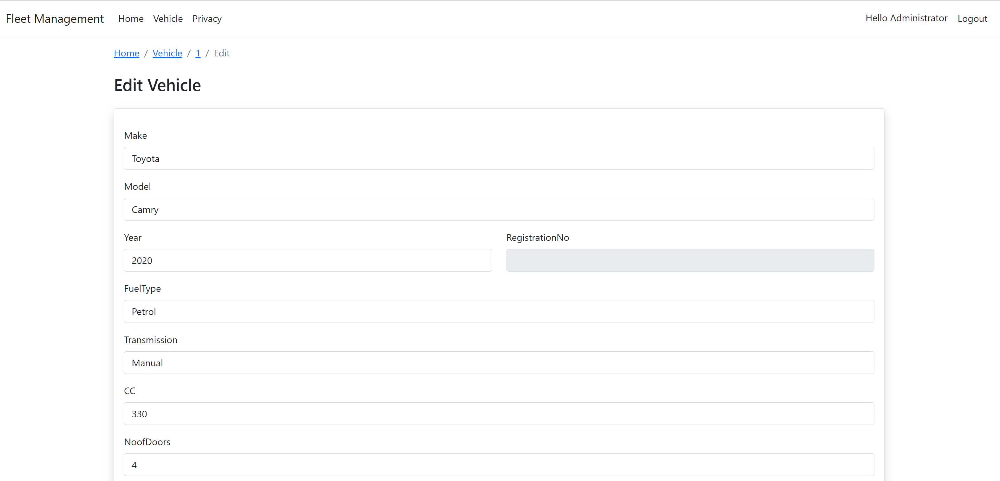 Fleet Management Home Vehicle Privacy Hello Administrator Logout
Home / Vehicle / 1 / Edit
Edit Vehicle
Make
Toyota
Model
Camry
Year RegistrationNo
2020
FuelType
Petrol
Transmission
Manual
CC
330
NoofDoors
4